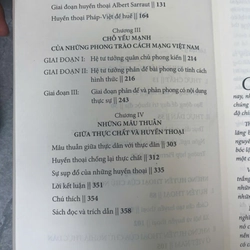 Giai đoạn huyền thoại Albert Sarraut || 131
Huyền thoại Pháp-Việt đề huề || 164
Chương III
CHỖ YẾU MẠNH
CỦA NHỮNG PHONG TRÀO CÁCH MẠNG VIỆT NAM
GIAI ĐOẠN I: Hệ tư tưởng quân chủ phong kiến || 214
GIAI ĐOẠN II: Hệ tư tưởng phản đế bài phong có tính cách
hình thức || 216
GIAI ĐOẠN III: Giai đoạn phản đế và phản phong có nội dung
thực sự || 243
Chương IV
NHỮNG MÂU THUẪN
GIỮA THỰC CHẤT VÀ HUYỀN THOẠI
Mâu thuẫn giữa thực dân với thực dân || 303
Huyền thoại chống lại thực chất || 312
Sự sụp đổ của những huyền thoại || 335
Lời kết luận || 351
Chú thích || 354
Sách đọc và trích dẫn || 358